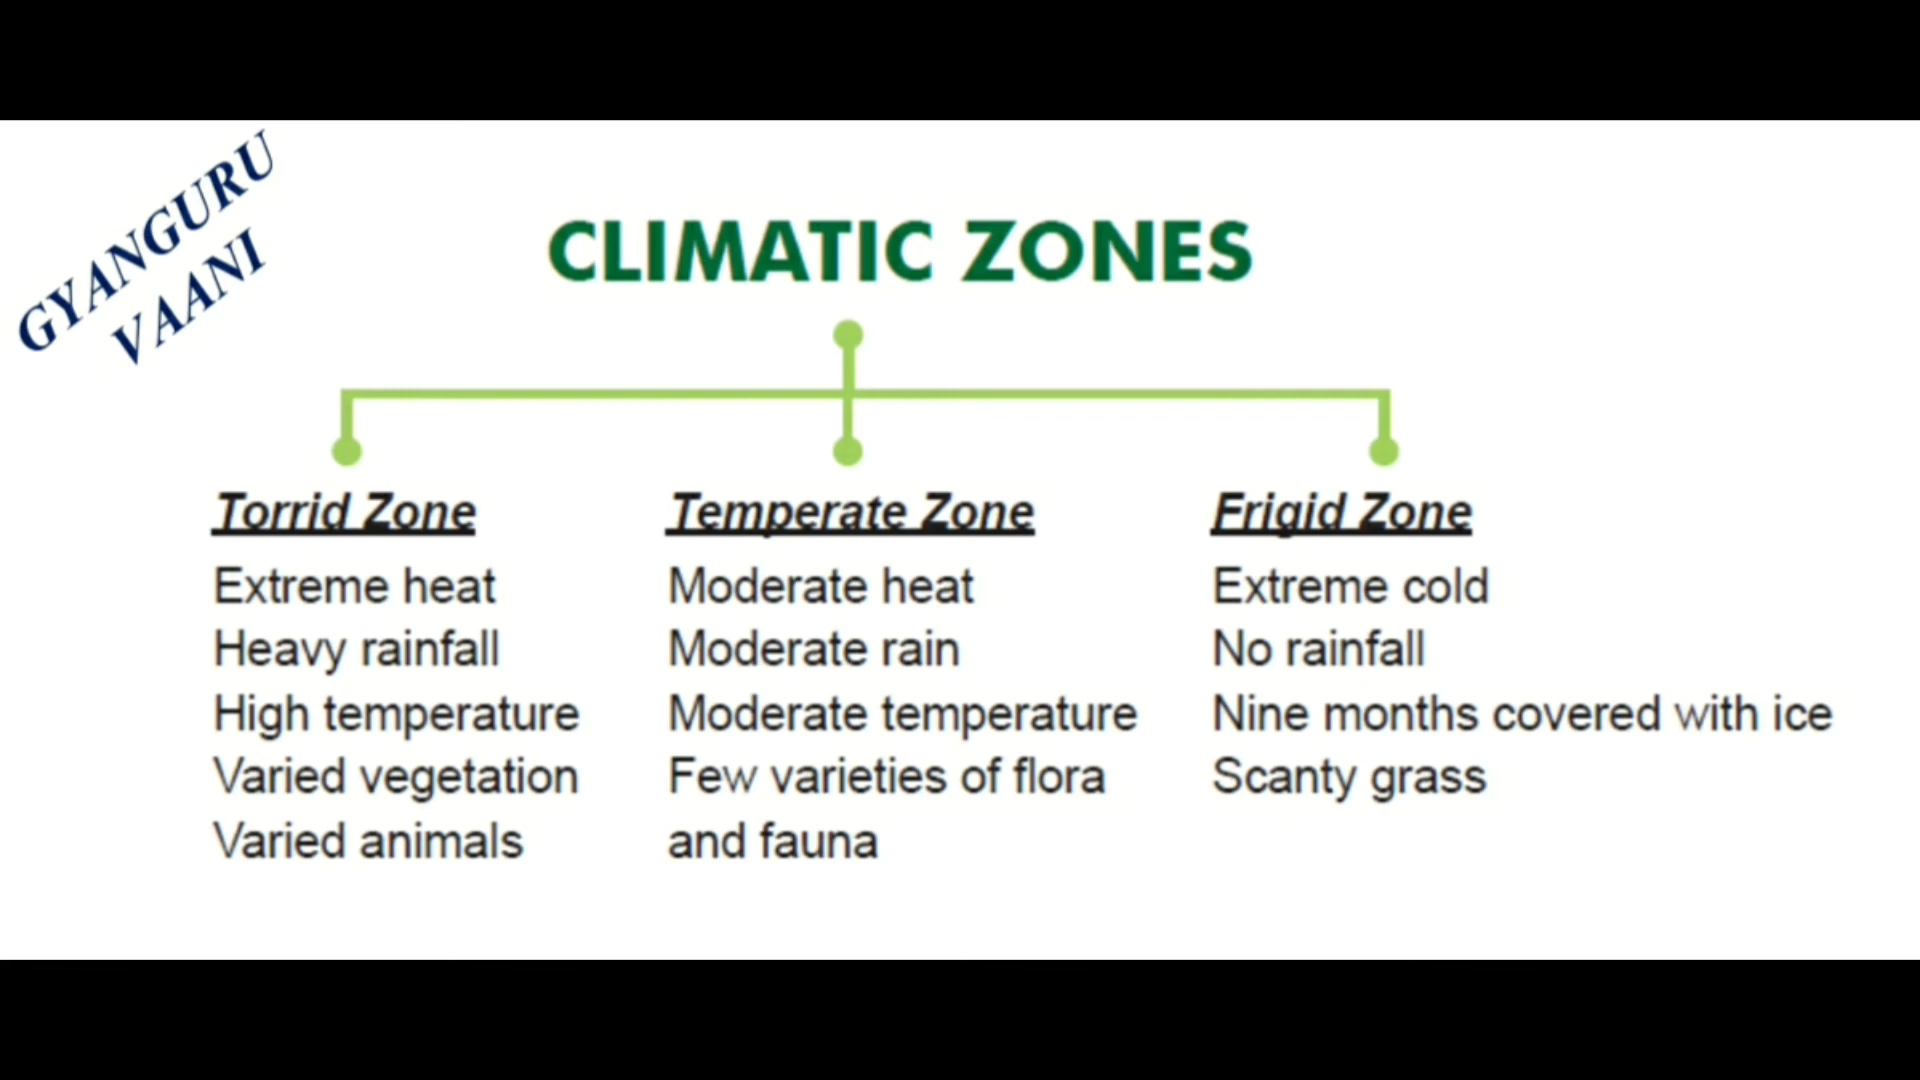 GYANGURU
VAANI
CLIMATIC ZONES
Torrid Zone
Extreme heat
Heavy rainfall
High temperature
Varied vegetation
Varied animals
Temperate Zone
Moderate heat
Moderate rain
Moderate temperature
Few varieties of flora
and fauna
Frigid Zone
Extreme cold
No rainfall
Nine months covered with ice
Scanty grass